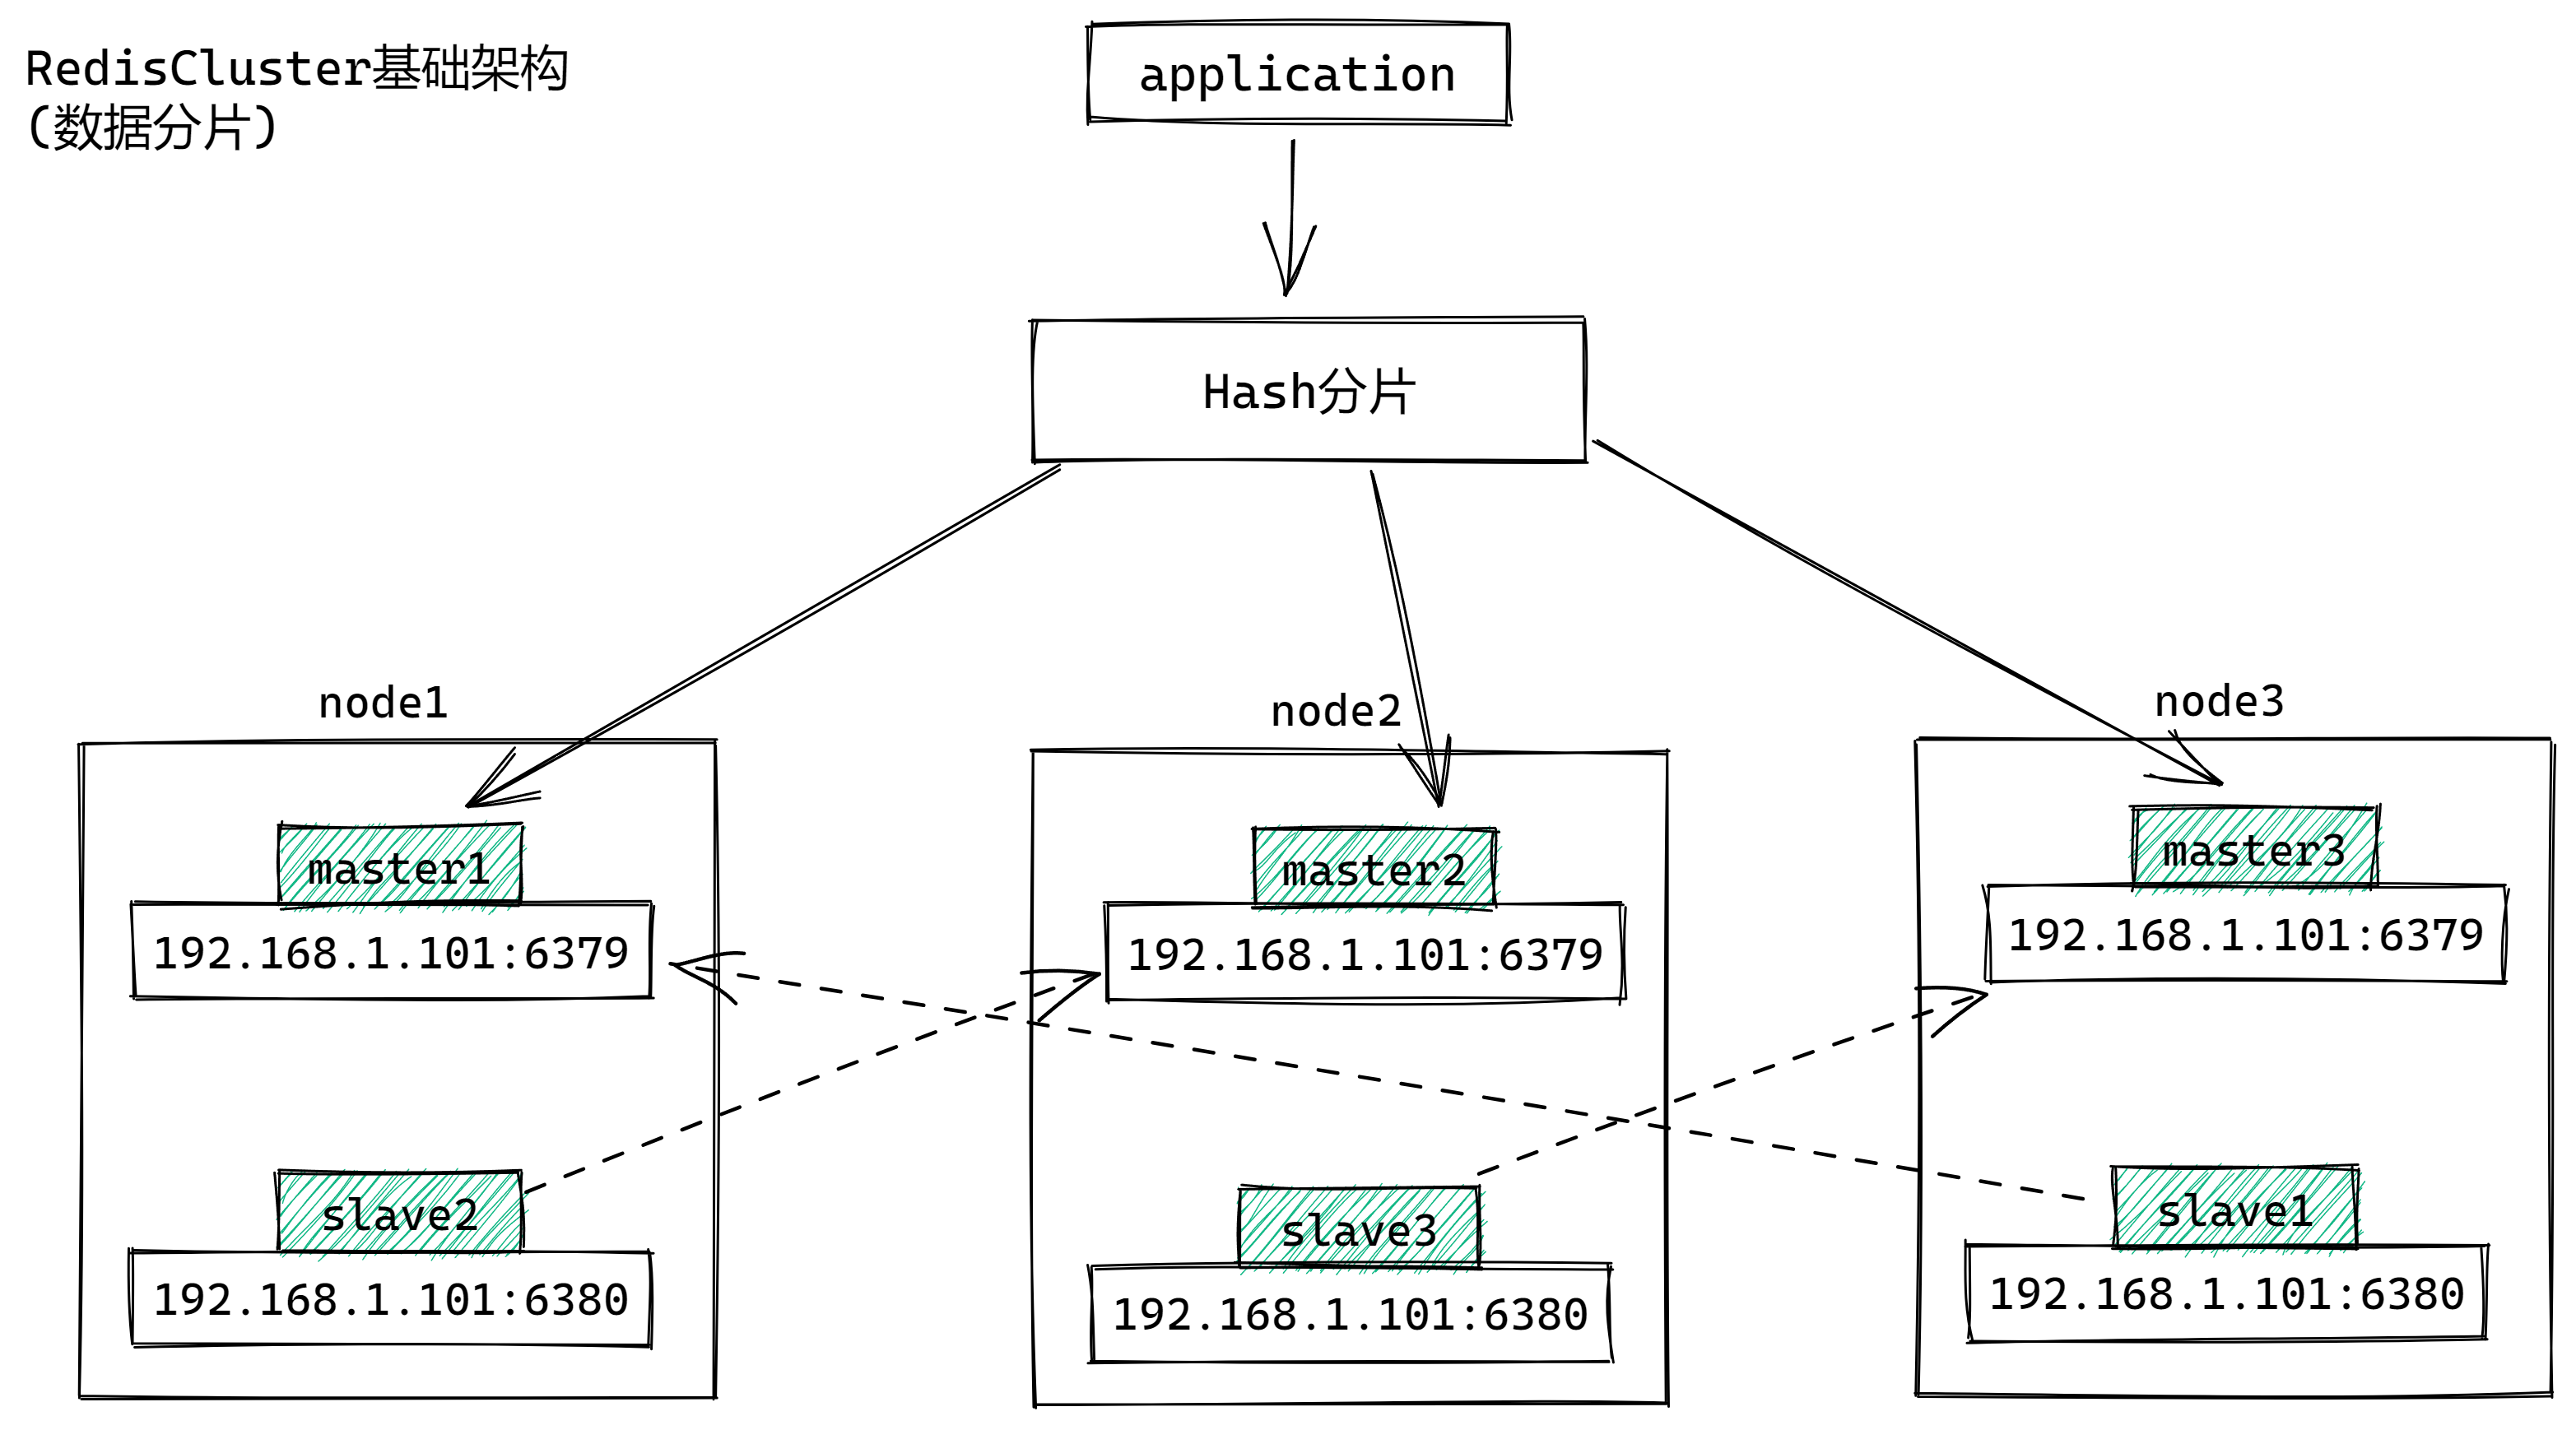 RedisCluster基础架构
(数据分片)
application
Hash分片
node1
node2
node3
master1
192.168.1.101:6379
master2
192.168.1.101:6379
master3
192.168.1.101:6379
slave2
192.168.1.101:6380
slave3
192.168.1.101:6380
slave1
192.168.1.101:6380